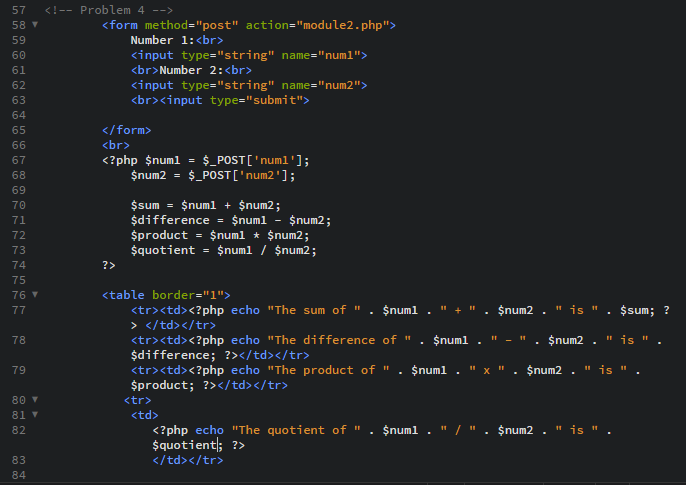 57 <!-- Problem 4 -->
58 <form method="post" action="module2.php">
59 Number 1:<br>
60 <input type="string" name="num1">
61 <br>Number 2:<br>
62 <input type="string" name="num2">
63 <br><input type="submit">
64
65 </form>
66 <br>
67 <?php $num1 = $_POST['num1'];
68 $num2 = $_POST['num2'];
69
70 $sum = $num1 + $num2;
71 $difference = $num1 - $num2;
72 $product = $num1 * $num2;
73 $quotient = $num1 / $num2;
74 ?>
75
76 <table border="1">
77 <tr><td><?php echo "The sum of " . $num1 . " + " . $num2 . " is " . $sum; ?
> </td></tr>
78 <tr><td><?php echo "The difference of " . $num1 . " - " . $num2 . " is " .
$difference; ?></td></tr>
79 <tr><td><?php echo "The product of " . $num1 . " x " . $num2 . " is " .
$product; ?></td></tr>
80 <tr>
81 <td>
82 <?php echo "The quotient of " . $num1 . " / " . $num2 . " is " .
$quotient; ?>
83 </td></tr>
84